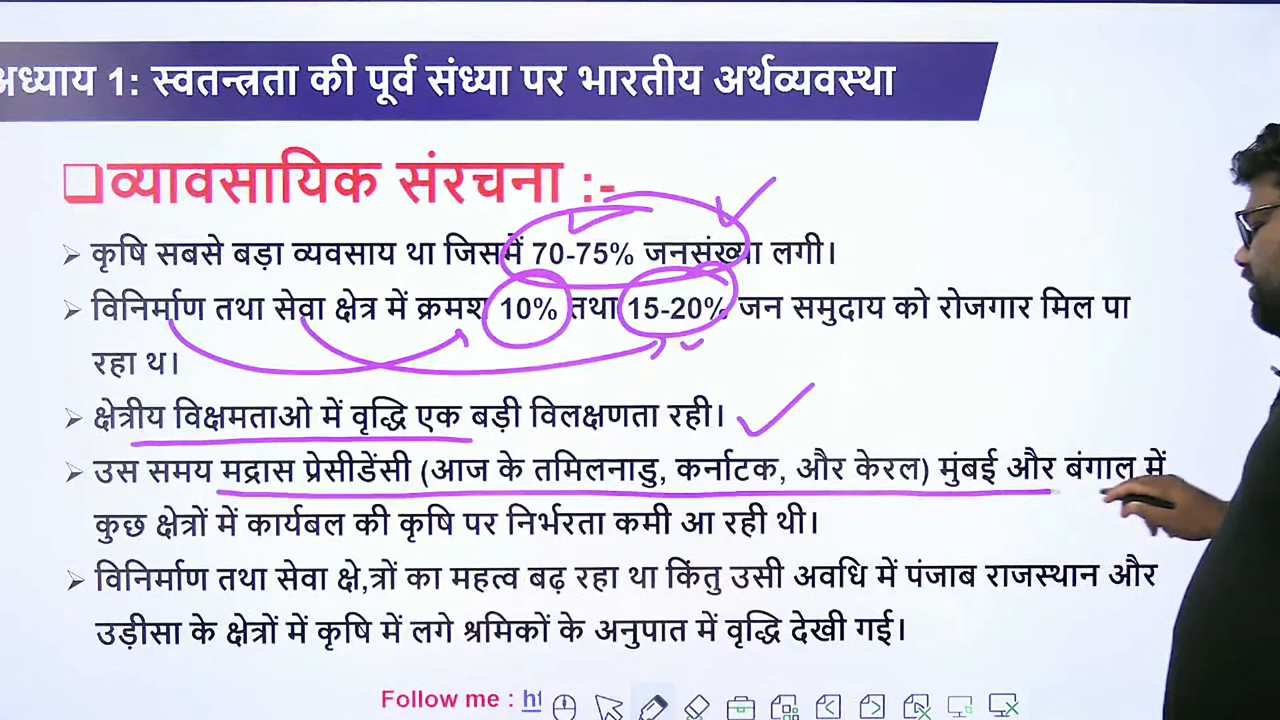 अध्याय 1: स्वतन्त्रता की पूर्व संध्या पर भारतीय अर्थव्यवस्था
व्यावसायिक संरचना :-
कृषि सबसे बड़ा व्यवसाय था जिसमें 70-75% जनसंख्या लगी।
विनिर्माण तथा सेवा क्षेत्र में क्रमश 10% तथा 15-20% जन समुदाय को रोजगार मिल पा
रहा थ।
क्षेत्रीय विक्षमताओ में वृद्धि एक बड़ी विलक्षणता रही।
उस समय मद्रास प्रेसीडेंसी (आज के तमिलनाडु, कर्नाटक, और केरल) मुंबई और बंगाल में
कुछ क्षेत्रों में कार्यबल की कृषि पर निर्भरता कमी आ रही थी।
विनिर्माण तथा सेवा क्षे,त्रों का महत्व बढ़ रहा था किंतु उसी अवधि में पंजाब राजस्थान और
उड़ीसा के क्षेत्रों में कृषि में लगे श्रमिकों के अनुपात में वृद्धि देखी गई।
Follow me :